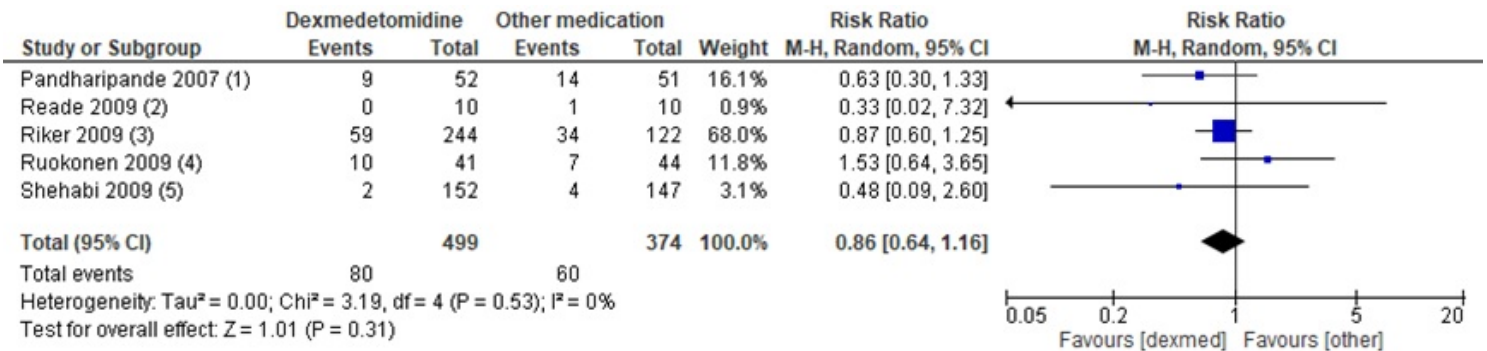 Dexmedetomidine Other medication Risk Ratio Risk Ratio
Study or Subgroup Events Total Events Total Weight M-H, Random, 95% CI M-H, Random, 95% CI
Pandharipande 2007 (1) 9 52 14 51 16.1% 0.63 [0.30, 1.33]
Reade 2009 (2) 0 10 1 10 0.9% 0.33 [0.02, 7.32]
Riker 2009 (3) 59 244 34 122 68.0% 0.87 [0.60, 1.25]
Ruokonen 2009 (4) 10 41 7 44 11.8% 1.53 [0.64, 3.65]
Shehabi 2009 (5) 2 152 4 147 3.1% 0.48 [0.09, 2.60]
Total (95% CI) 499 374 100.0% 0.86 [0.64, 1.16]
Total events 80 60
Heterogeneity: Tau² = 0.00; Chi² = 3.19, df = 4 (P = 0.53); I² = 0%
Test for overall effect: Z = 1.01 (P = 0.31)
0.05 0.2 1 5 20
Favours [dexmed] Favours [other]